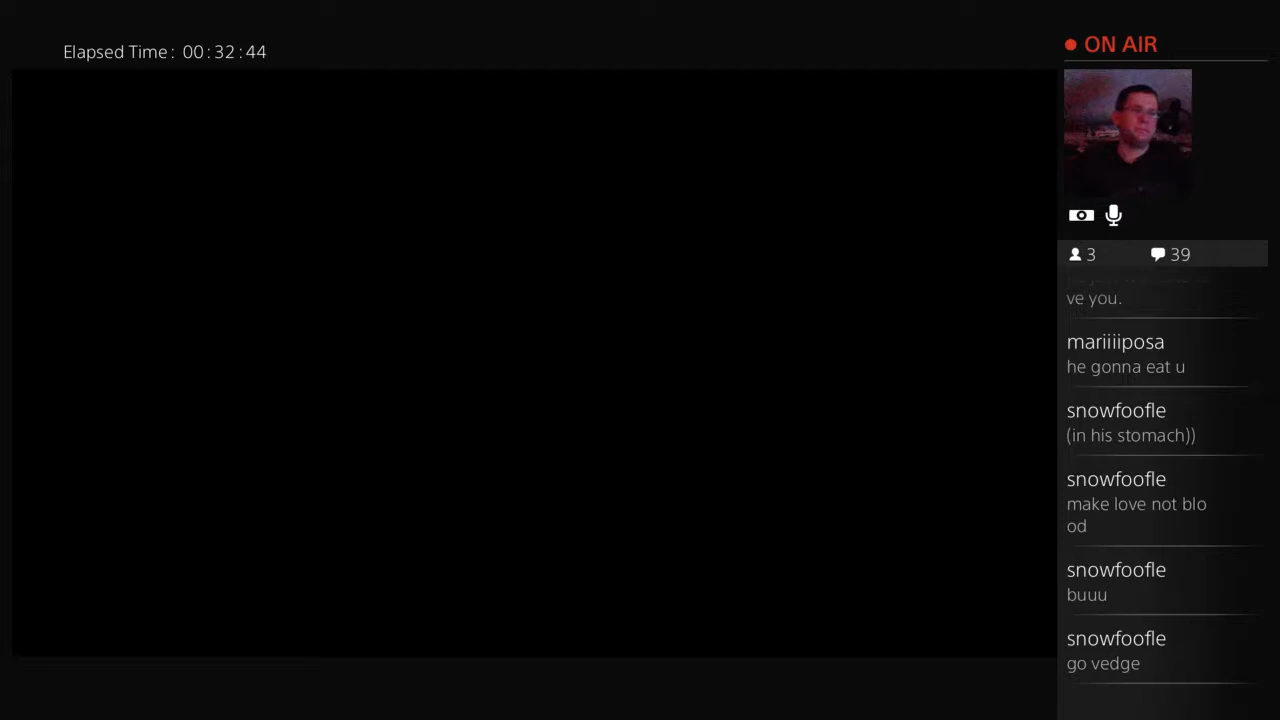 Elapsed Time: 00:32:44
ON AIR
3 39
ve you.
mariiiiposa
he gonna eat u
snowfoofle
(in his stomach))
snowfoofle
make love not blo
od
snowfoofle
buuu
snowfoofle
go vedge